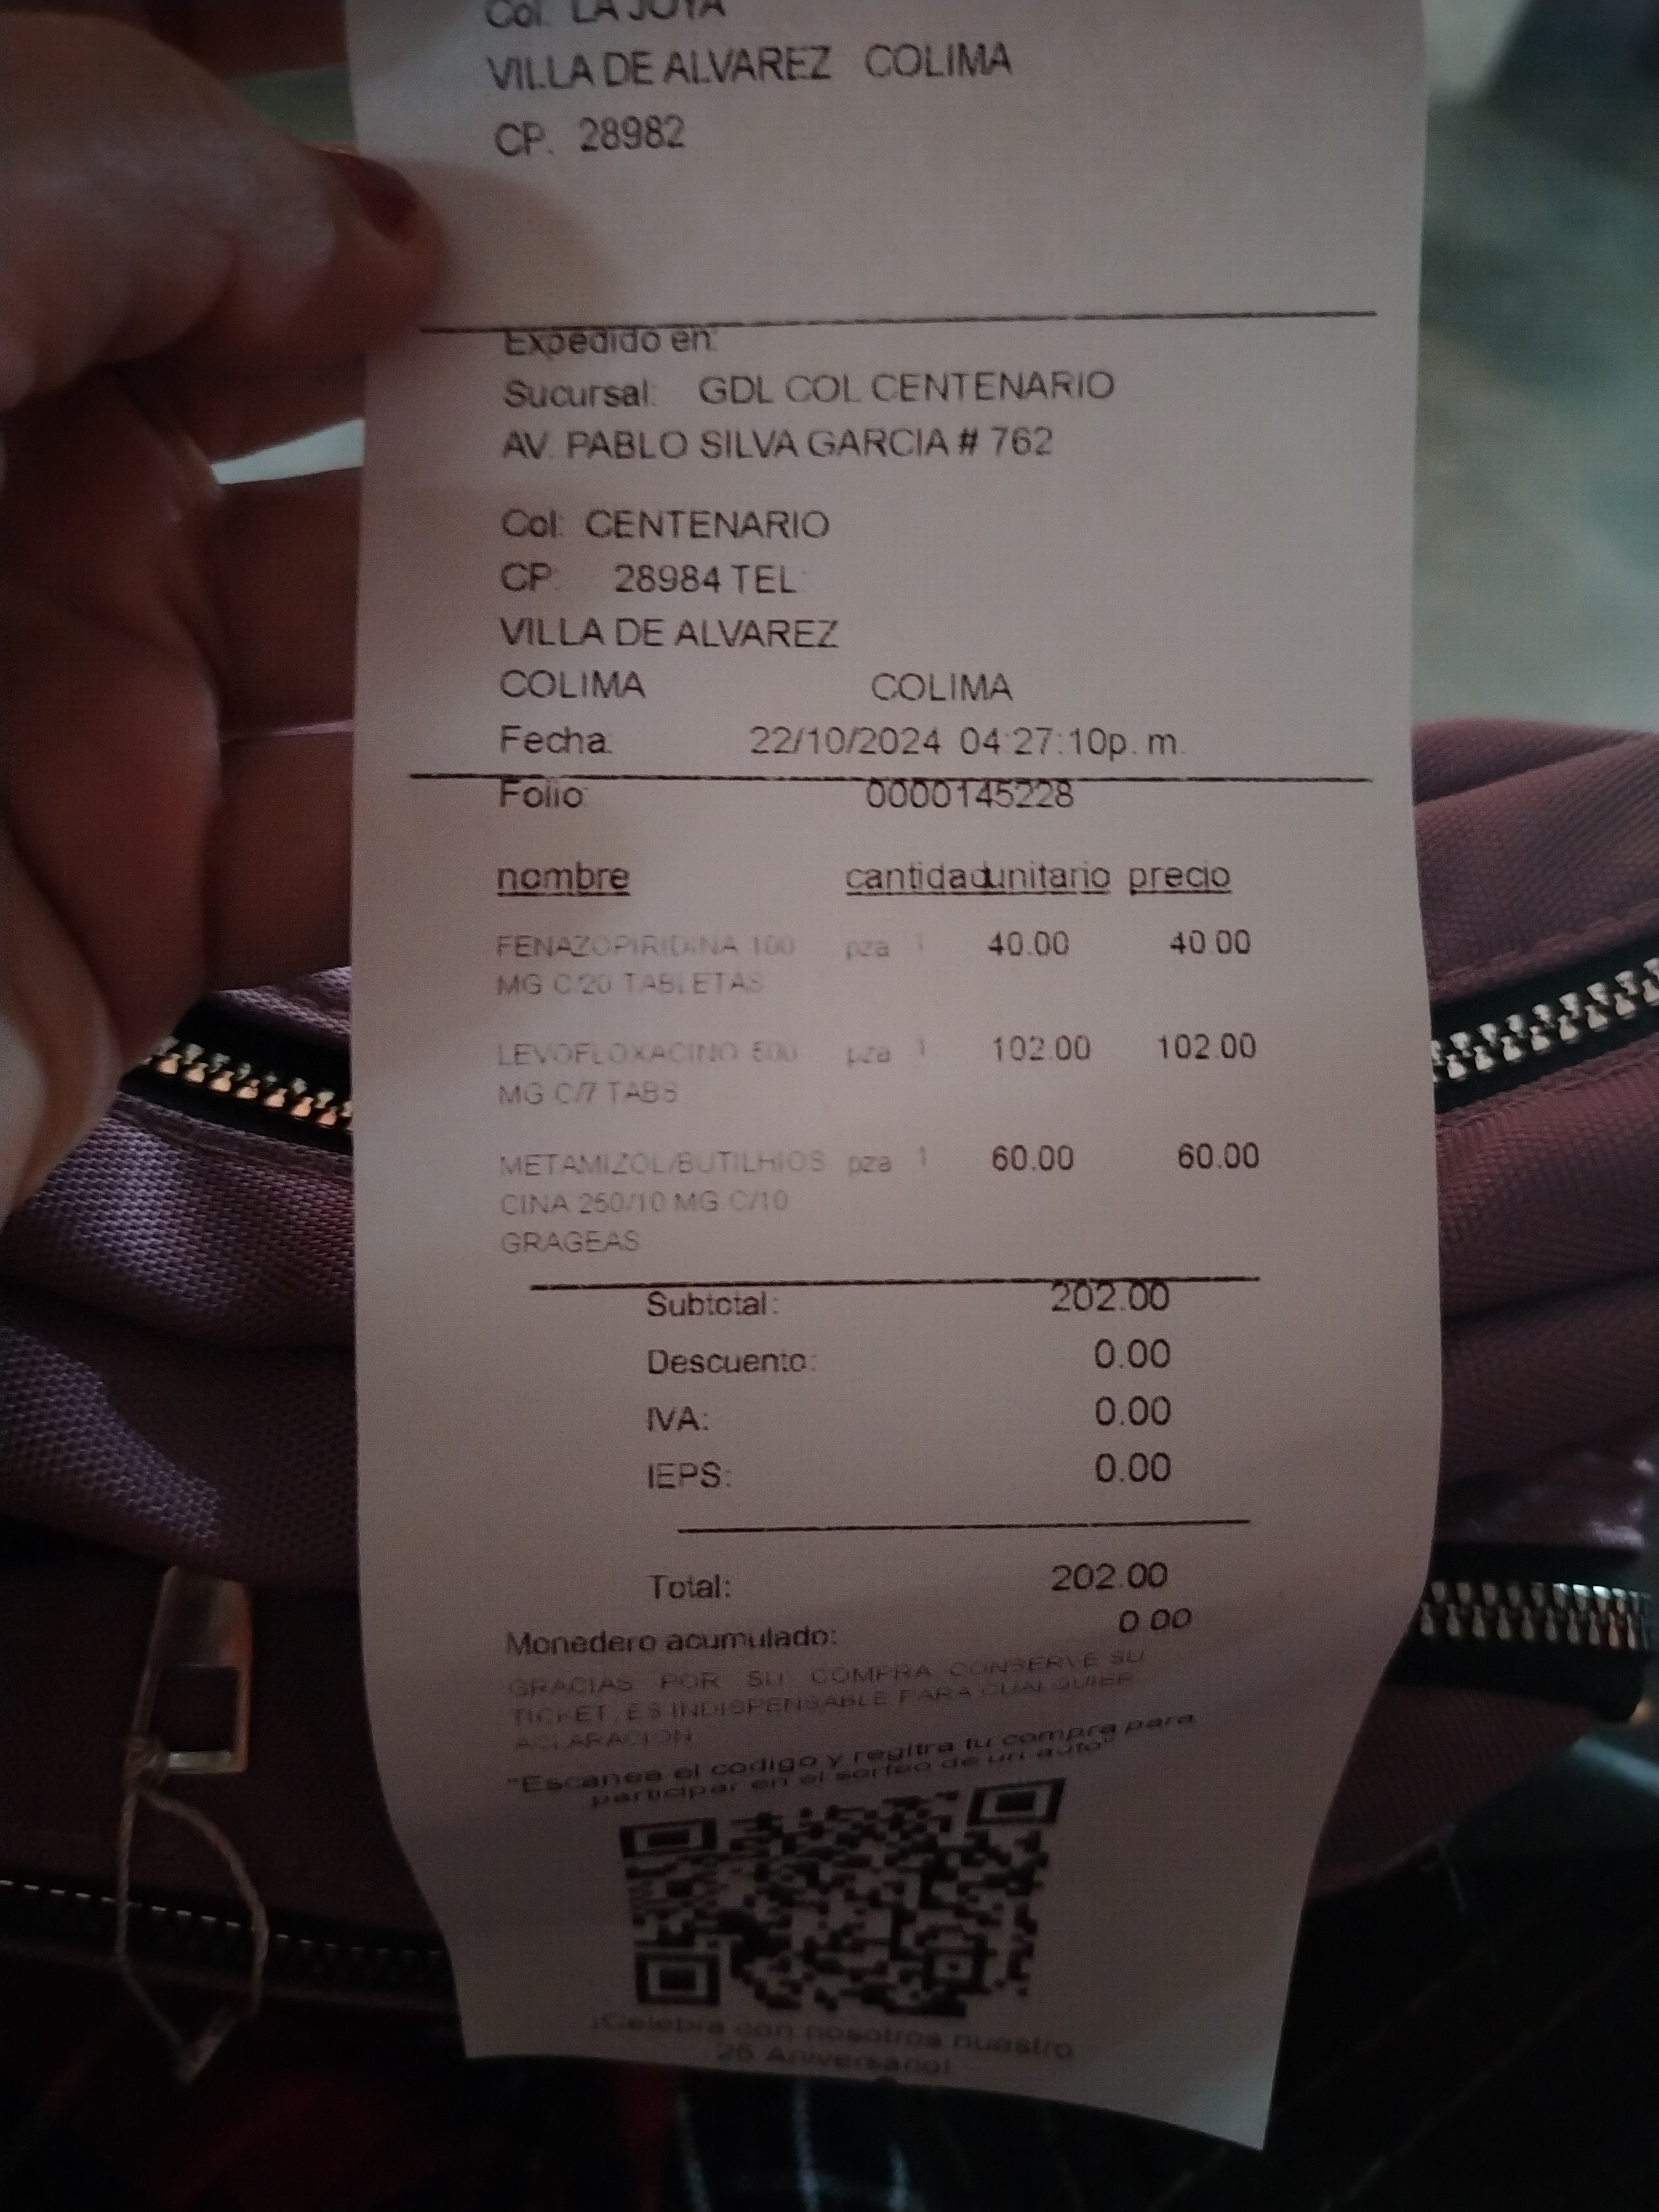 Col. LA JOYA
VILLA DE ALVAREZ COLIMA
CP. 28982
Expedido en:
Sucursal: GDL COL CENTENARIO
AV. PABLO SILVA GARCIA # 762
Col: CENTENARIO
CP: 28984 TEL:
VILLA DE ALVAREZ
COLIMA COLIMA
Fecha: 22/10/2024 04:27:10p. m.
Folio: 0000145228
nombre cantidad unitario precio
FENAZOPIRIDINA 100 pza 1 40.00 40.00
MG C/20 TABLETAS
LEVOFLOXACINO 500 pza 1 102.00 102.00
MG C/7 TABS
METAMIZOL/BUTILHIOS pza 1 60.00 60.00
CINA 250/10 MG C/10
GRAGEAS
Subtotal: 202.00
Descuento: 0.00
IVA: 0.00
IEPS: 0.00
Total: 202.00
Monedero acumulado: 0.00
GRACIAS POR SU COMPRA CONSERVE SU
TICKET, ES INDISPENSABLE PARA CUALQUIER
ACLARACION
"Escanea el codigo y regitra tu compra para
participar en el sorteo de un auto"
¡Celebra con nosotros nuestro
25 Aniversario!